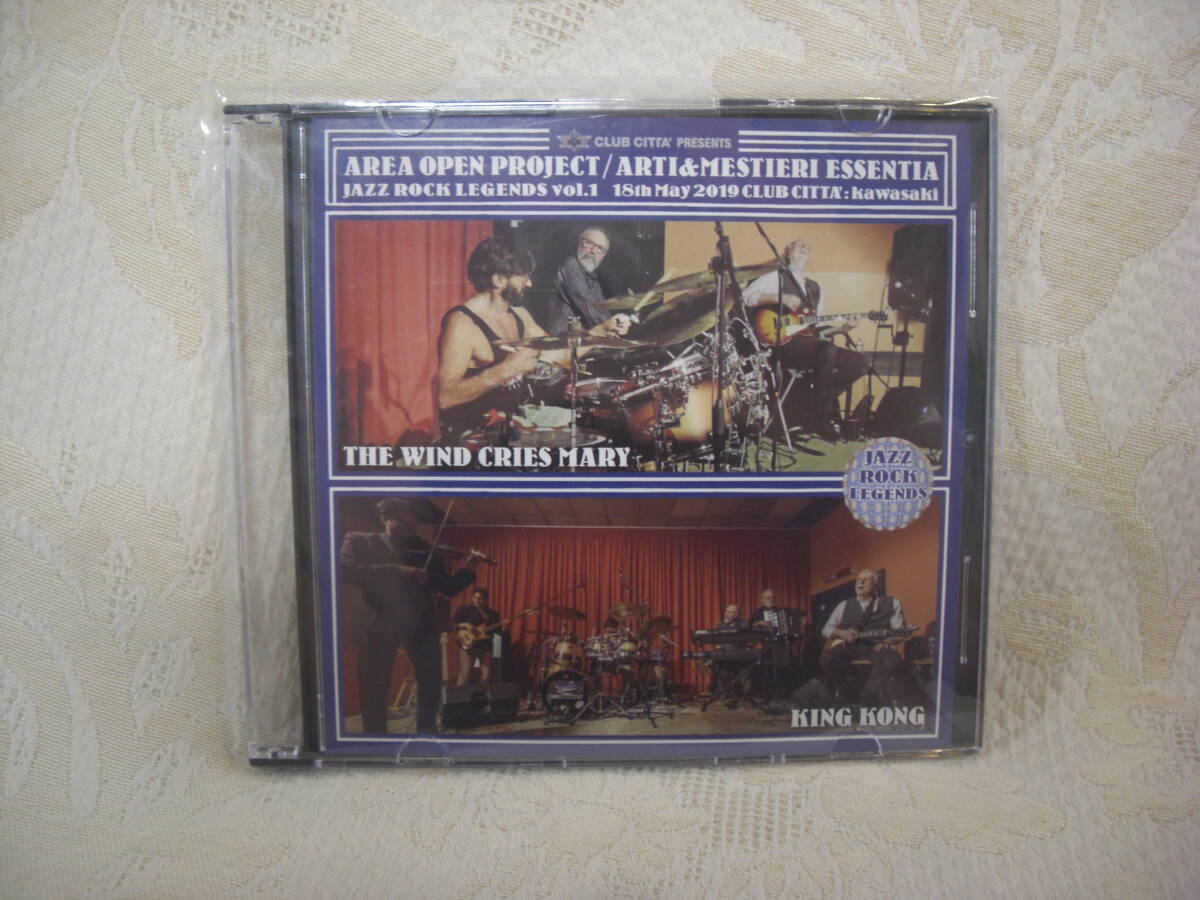 CLUB CITTA' PRESENTS
AREA OPEN PROJECT / ARTI&MESTIERI ESSENTIA
JAZZ ROCK LEGENDS vol.1 18th May 2019 CLUB CITTA' : kawasaki
THE WIND CRIES MARY
JAZZ
ROCK
LEGENDS
KING KONG